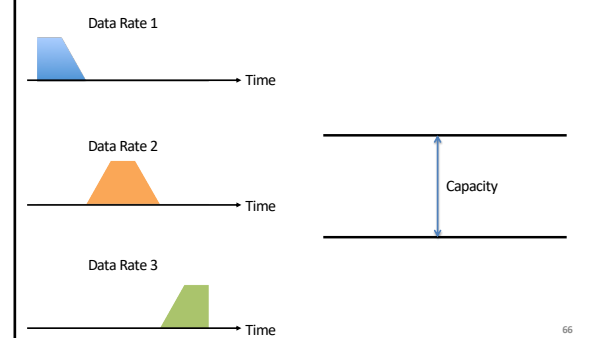 Data Rate 1
Time
Data Rate 2
Time
Capacity
Data Rate 3
Time
66